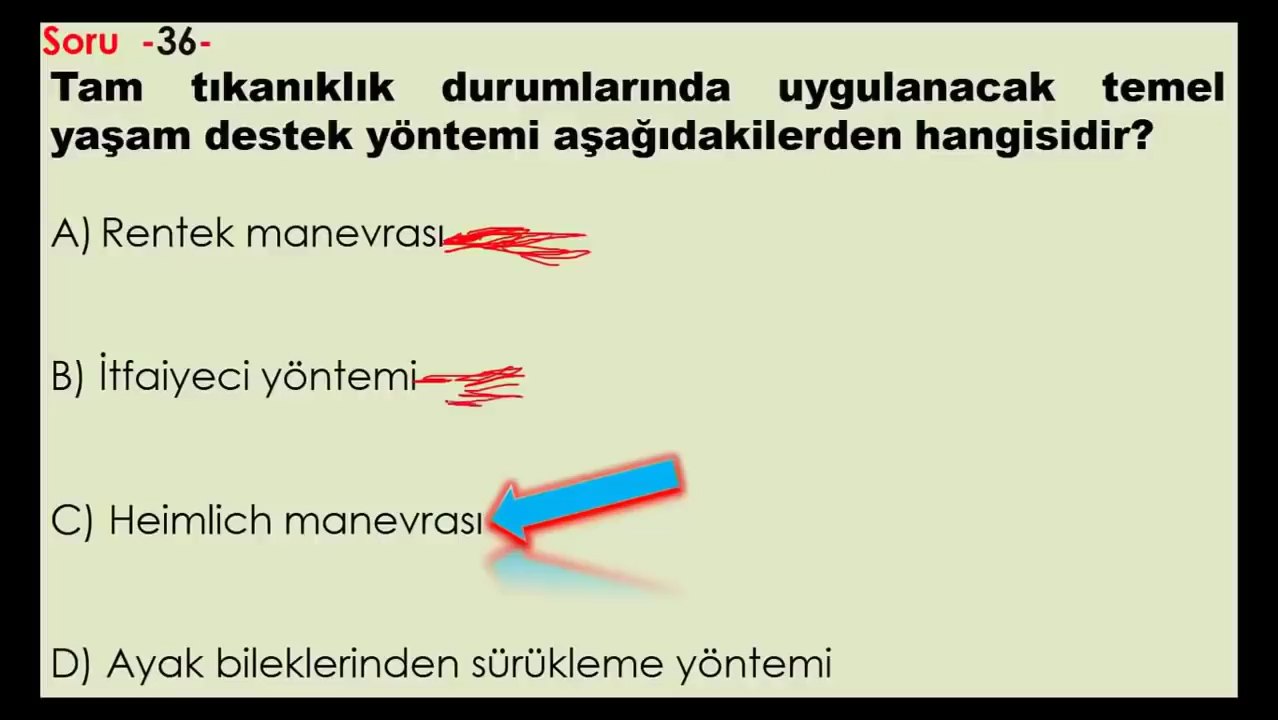 Soru -36-
Tam tıkanıklık durumlarında uygulanacak temel
yaşam destek yöntemi aşağıdakilerden hangisidir?
A) Rentek manevrası
B) İtfaiyeci yöntemi
C) Heimlich manevrası
D) Ayak bileklerinden sürükleme yöntemi